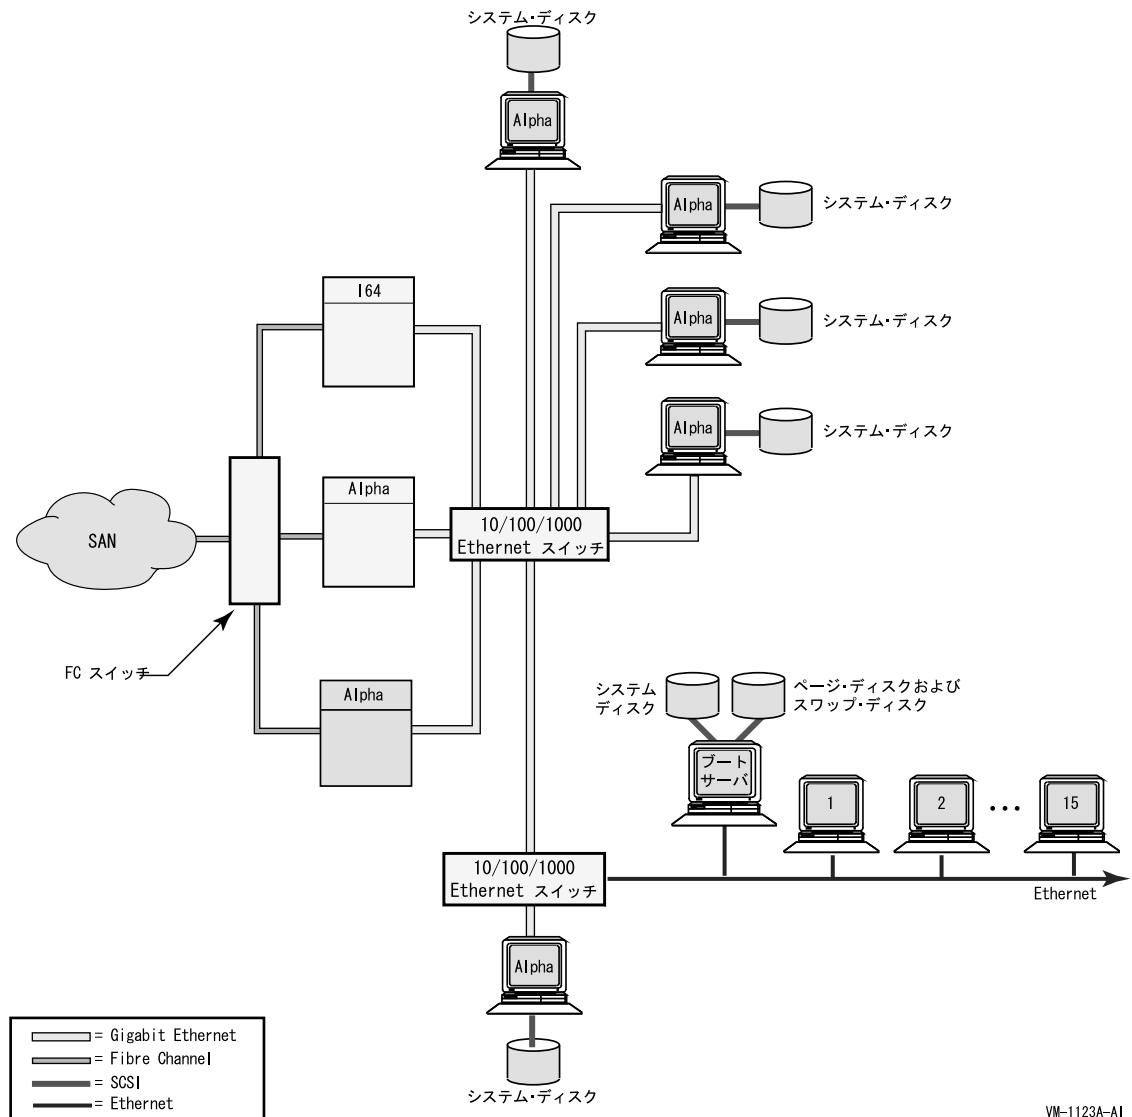 システム・ディスク
Alpha
Alpha
システム・ディスク
I64
Alpha
システム・ディスク
Alpha
システム・ディスク
Alpha
SAN
10/100/1000
Ethernet スイッチ
FC スイッチ
Alpha
システム
ディスク
ページ・ディスクおよび
スワップ・ディスク
ブート
サーバ
1
2
...
15
10/100/1000
Ethernet スイッチ
Ethernet
Alpha
システム・ディスク
= Gigabit Ethernet
= Fibre Channel
= SCSI
= Ethernet
VM-1123A-AI